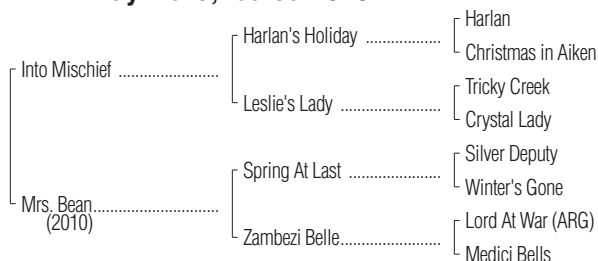 Harlan
Harlan's Holiday ..................
Christmas in Aiken
Into Mischief ........................
Tricky Creek
Leslie's Lady ........................
Crystal Lady
Silver Deputy
Spring At Last ......................
Winter's Gone
Mrs. Bean..............................
(2010)
Lord At War (ARG)
Zambezi Belle........................
Medici Bells